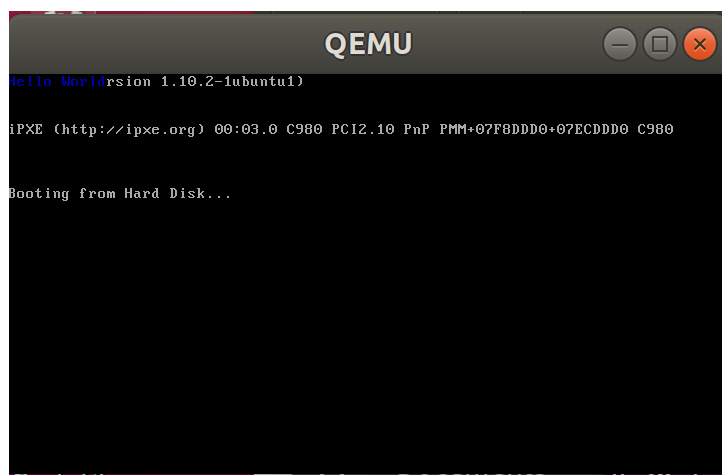 QEMU
Hello Worldrsion 1.10.2-1ubuntu1)
iPXE (http://ipxe.org) 00:03.0 C980 PCI2.10 PnP PMM+07F8DDD0+07ECDDD0 C980
Booting from Hard Disk...